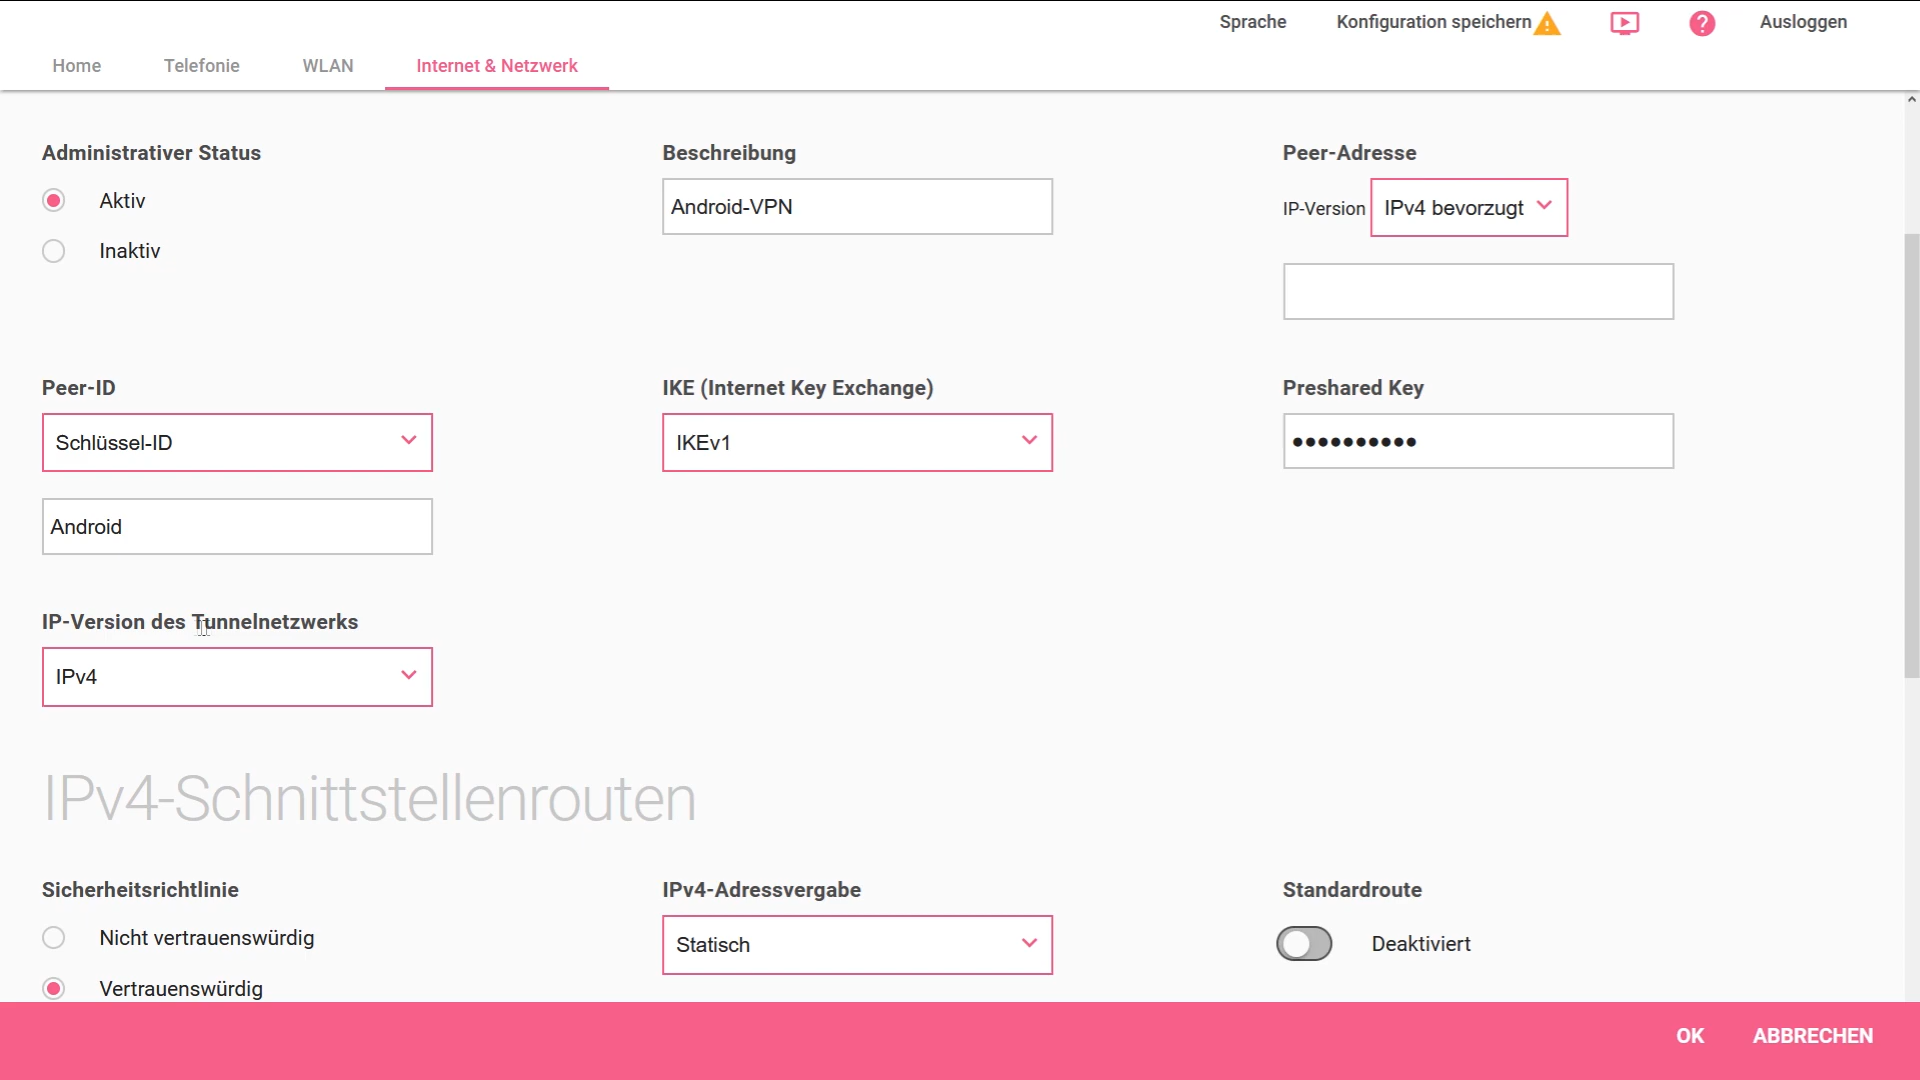 Sprache
Konfiguration speichern
Ausloggen
Home
Telefonie
WLAN
Internet & Netzwerk
Administrativer Status
Aktiv
Inaktiv
Beschreibung
Android-VPN
Peer-Adresse
IP-Version
IPv4 bevorzugt
Peer-ID
Schlüssel-ID
Android
IKE (Internet Key Exchange)
IKEv1
Preshared Key
••••••••••
IP-Version des Tunnelnetzwerks
IPv4
IPv4-Schnittstellenrouten
Sicherheitsrichtlinie
Nicht vertrauenswürdig
Vertrauenswürdig
IPv4-Adressvergabe
Statisch
Standardroute
Deaktiviert
OK
ABBRECHEN